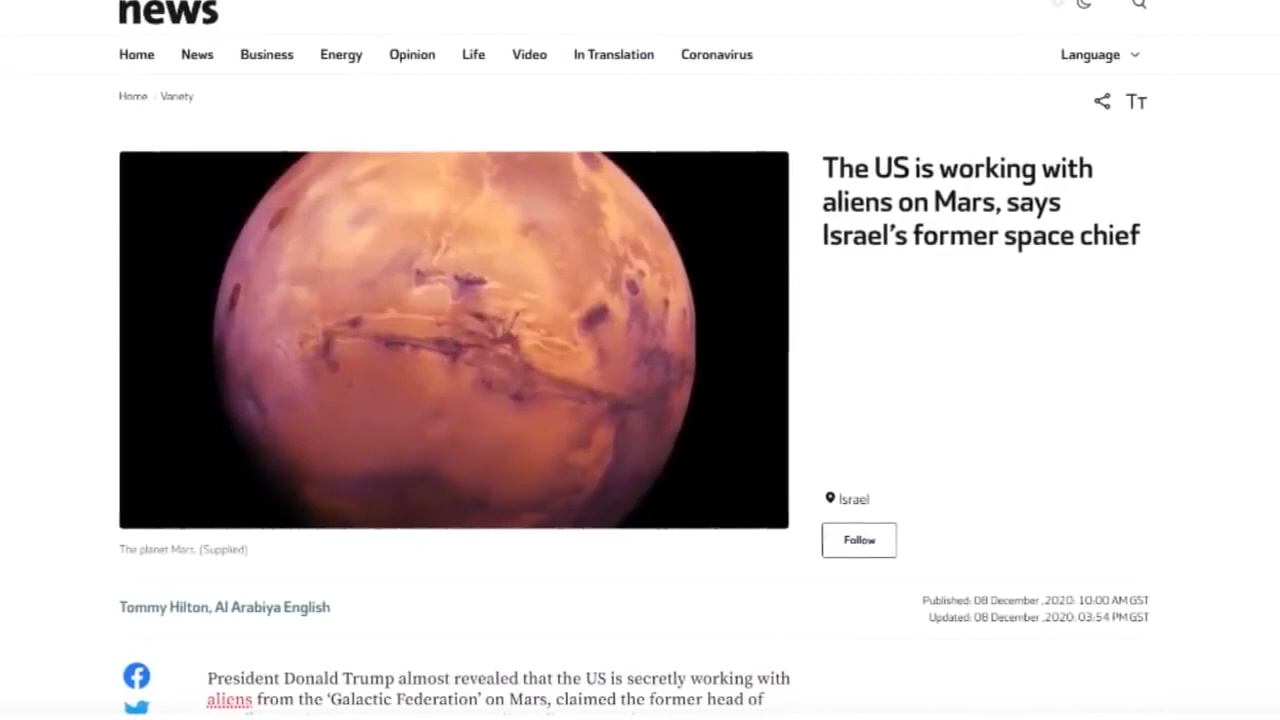 news
Home News Business Energy Opinion Life Video In Translation Coronavirus Language
Home Variety
TT
The US is working with
aliens on Mars, says
Israel’s former space chief
Israel
Follow
The planet Mars. (Supplied)
Tommy Hilton, Al Arabiya English
Published: 08 December ,2020: 10:00 AM GST
Updated: 08 December ,2020: 03:54 PM GST
President Donald Trump almost revealed that the US is secretly working with
aliens from the ‘Galactic Federation’ on Mars, claimed the former head of